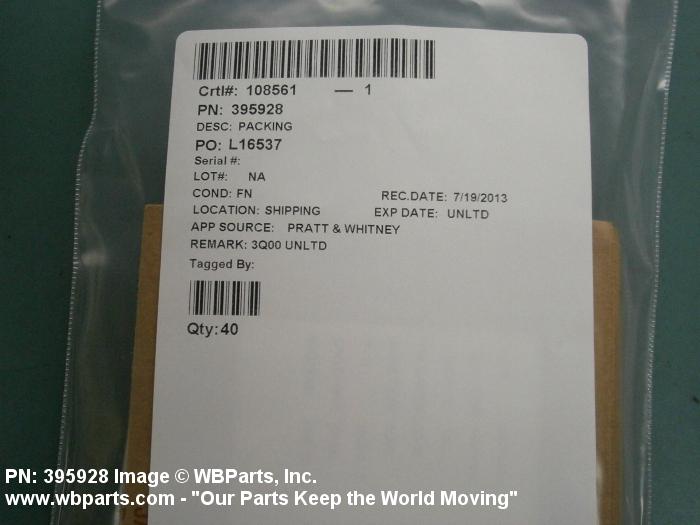 Crtl#: 108561 — 1
PN: 395928
DESC: PACKING
PO: L16537
Serial #:
LOT#: NA
COND: FN REC.DATE: 7/19/2013
LOCATION: SHIPPING EXP DATE: UNLTD
APP SOURCE: PRATT & WHITNEY
REMARK: 3Q00 UNLTD
Tagged By:
Qty: 40
PN: 395928 Image © WBParts, Inc.
www.wbparts.com - "Our Parts Keep the World Moving"